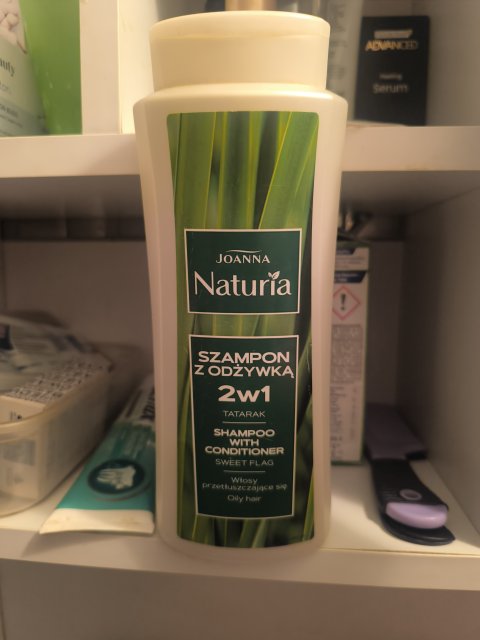 JOANNA
Naturia
SZAMPON
Z ODŻYWKĄ
2w1
TATARAK
SHAMPOO
WITH
CONDITIONER
SWEET FLAG
Włosy
przetłuszczające się
Oily hair
ADVANCED
Serum